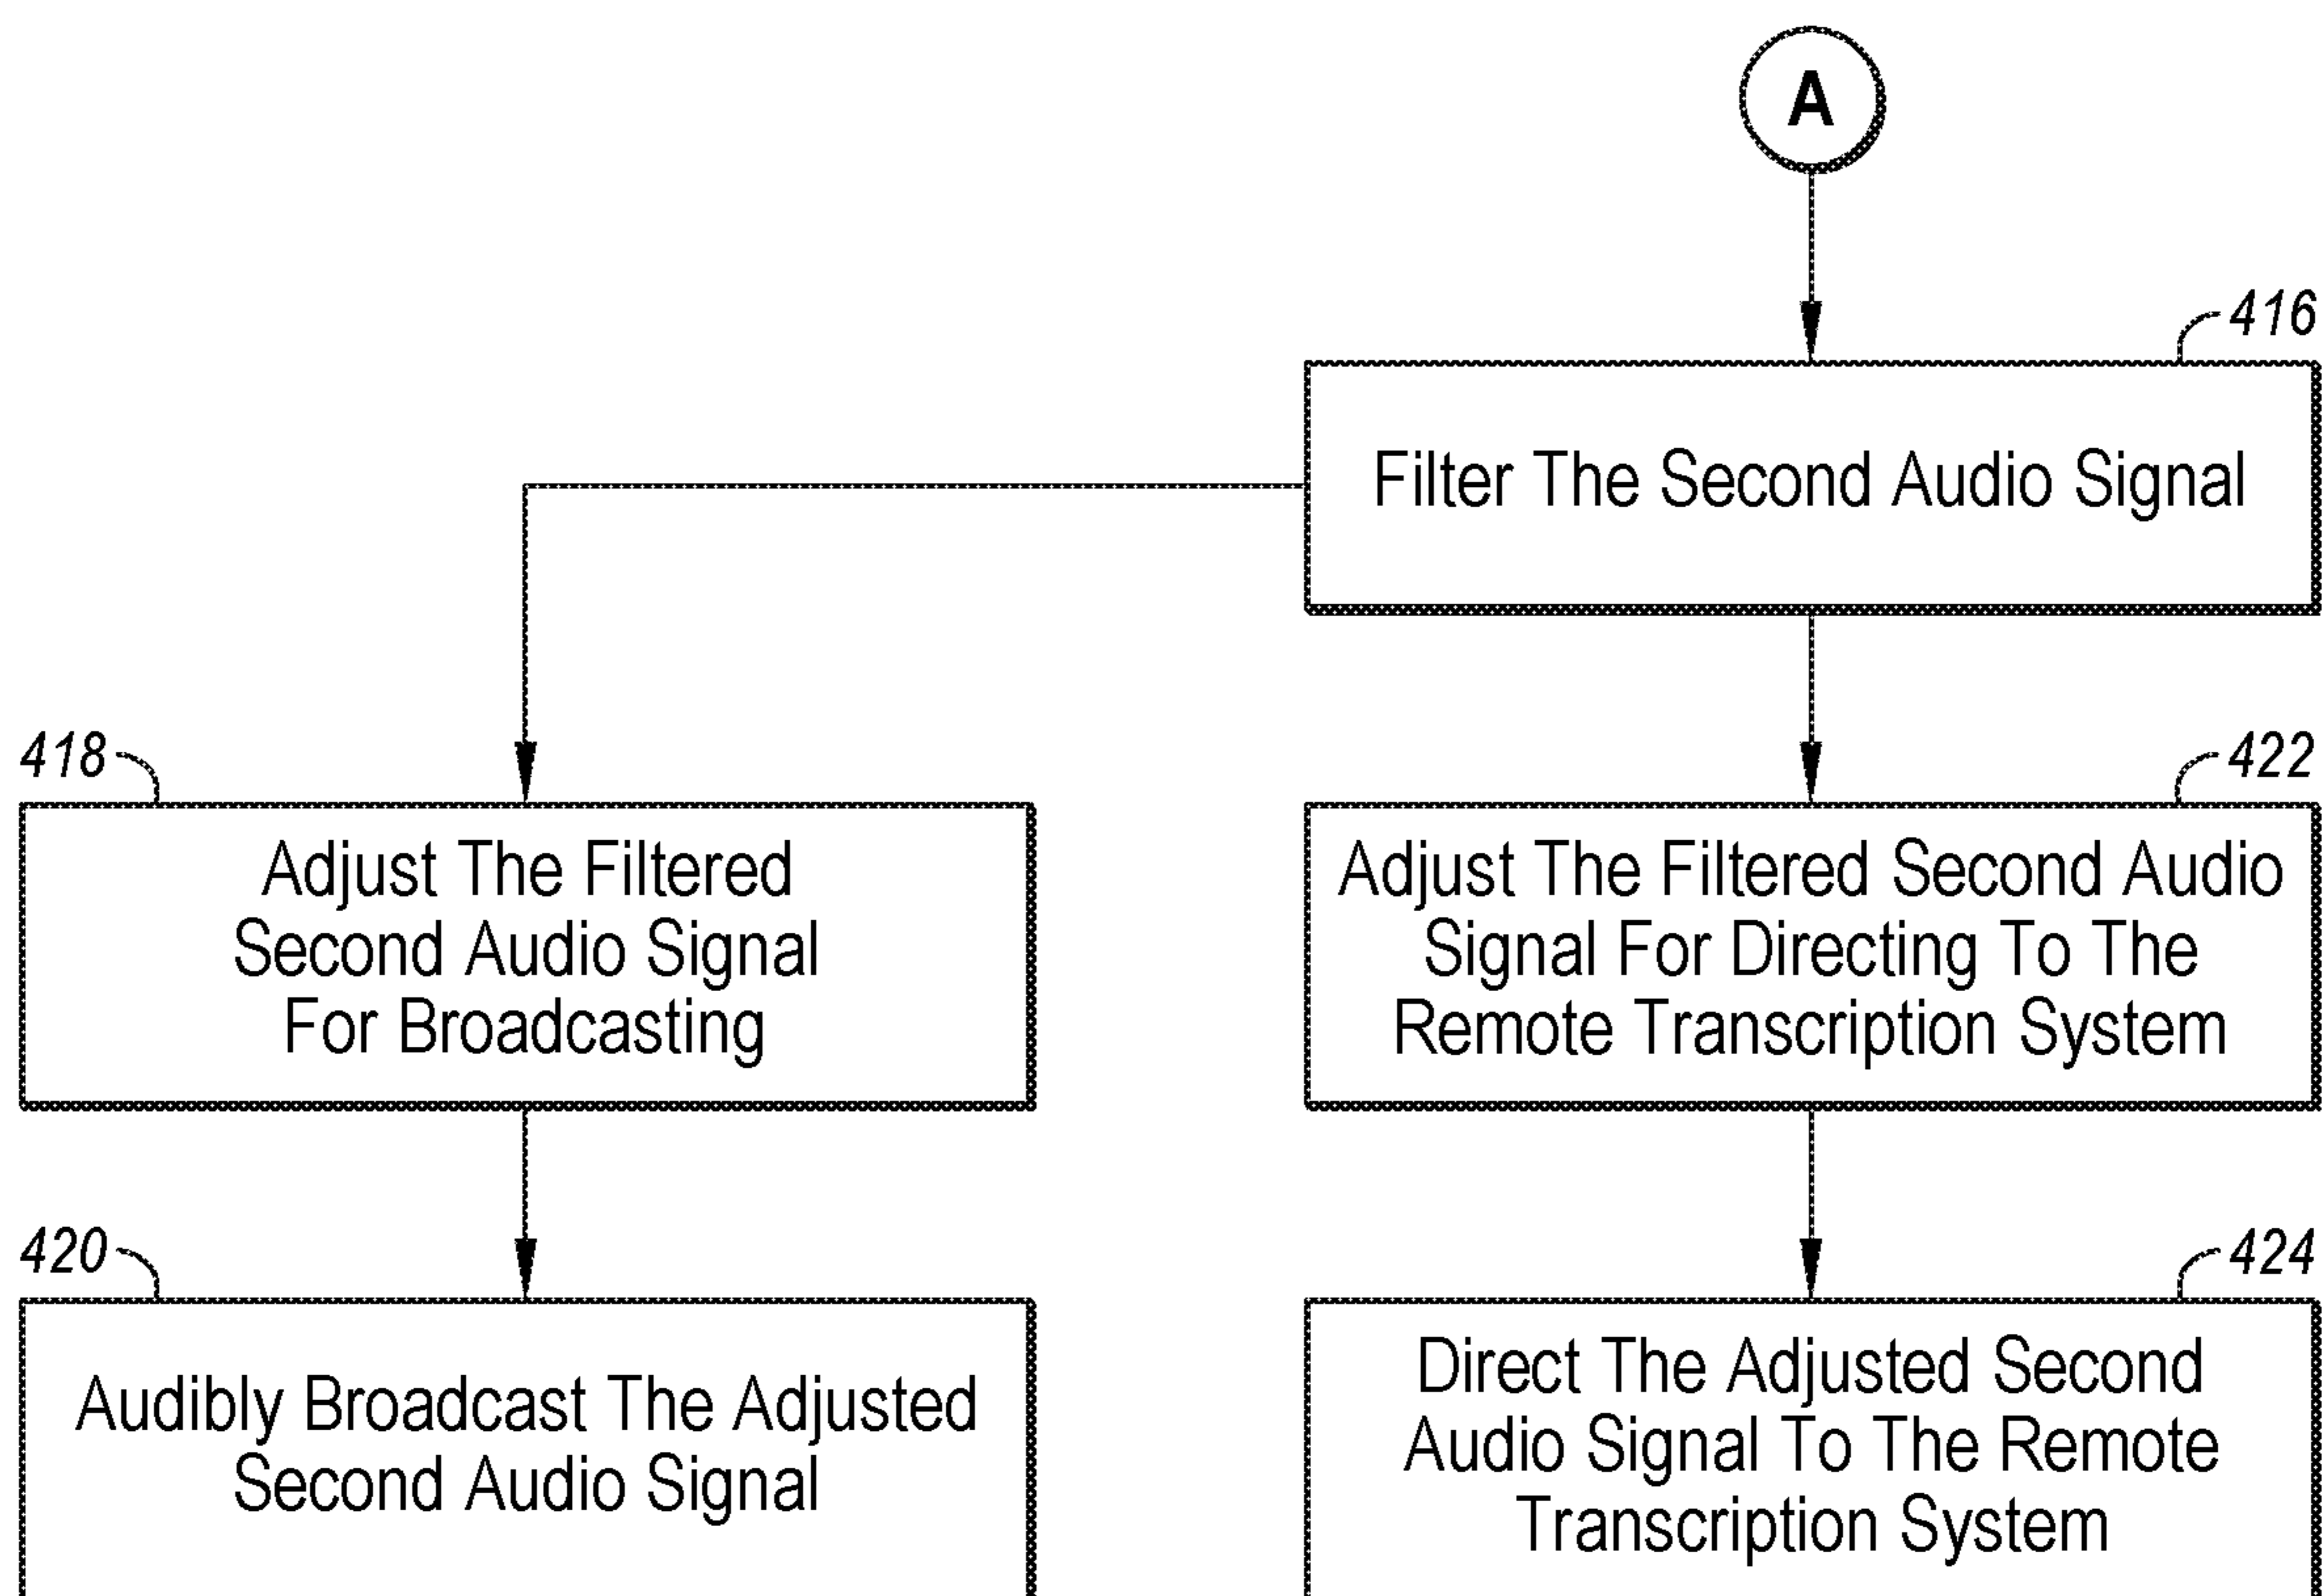 A
416
Filter The Second Audio Signal
418
Adjust The Filtered
Second Audio Signal
For Broadcasting
422
Adjust The Filtered Second Audio
Signal For Directing To The
Remote Transcription System
420
Audibly Broadcast The Adjusted
Second Audio Signal
424
Direct The Adjusted Second
Audio Signal To The Remote
Transcription System